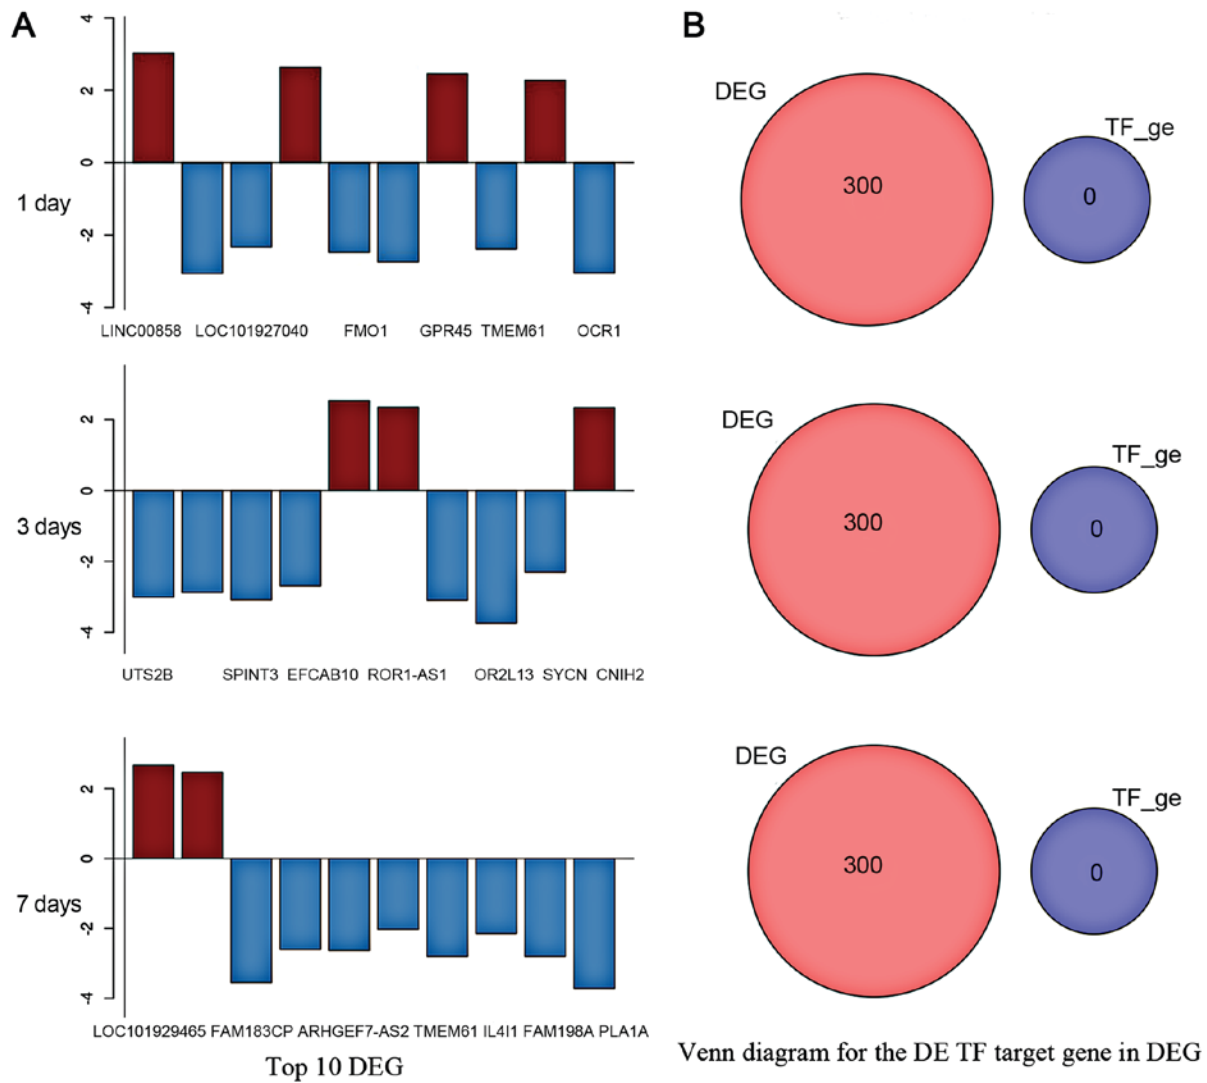 A
4
2
0
-2
-4
1 day
LINC00858 LOC101927040 FMO1 GPR45 TMEM61 OCR1
2
0
-2
-4
3 days
UTS2B SPINT3 EFCAB10 ROR1-AS1 OR2L13 SYCN CNIH2
2
0
-2
-4
7 days
LOC101929465 FAM183CP ARHGEF7-AS2 TMEM61 IL4I1 FAM198A PLA1A
Top 10 DEG
B
DEG
TF_ge
300
0
DEG
TF_ge
300
0
DEG
TF_ge
300
0
Venn diagram for the DE TF target gene in DEG